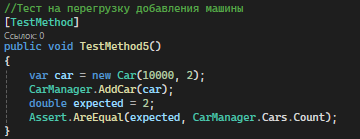 //Тест на перегрузку добавления машины
[TestMethod]
Ссылок: 0
public void TestMethod5()
{
var car = new Car(10000, 2);
CarManager.AddCar(car);
double expected = 2;
Assert.AreEqual(expected, CarManager.Cars.Count);
}